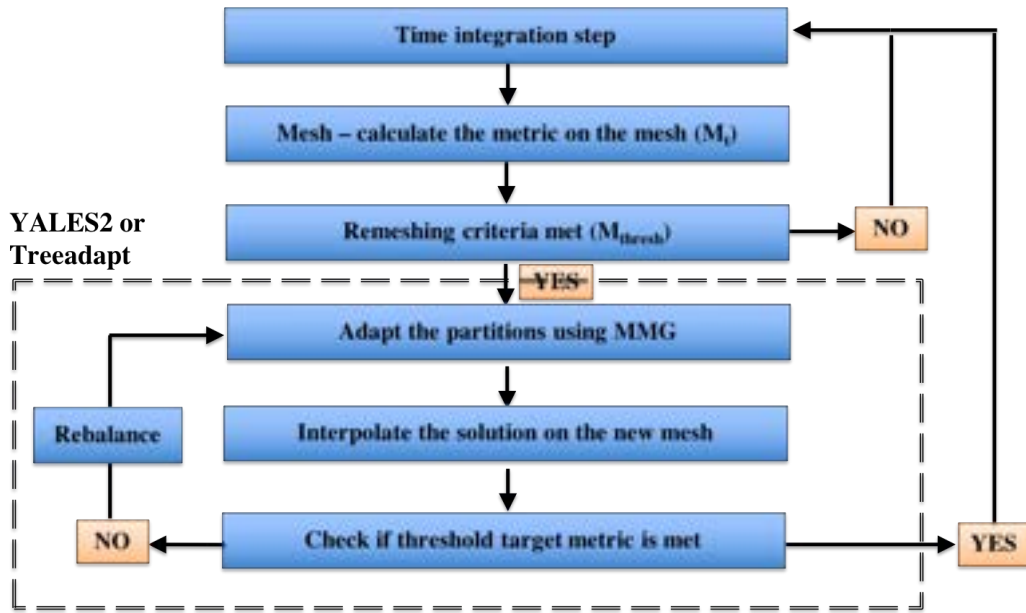 Time integration step
Mesh – calculate the metric on the mesh (Mt)
YALES2 or
Treeadapt
Remeshing criteria met (Mthresh)
NO
YES
Adapt the partitions using MMG
Rebalance
Interpolate the solution on the new mesh
NO
Check if threshold target metric is met
YES